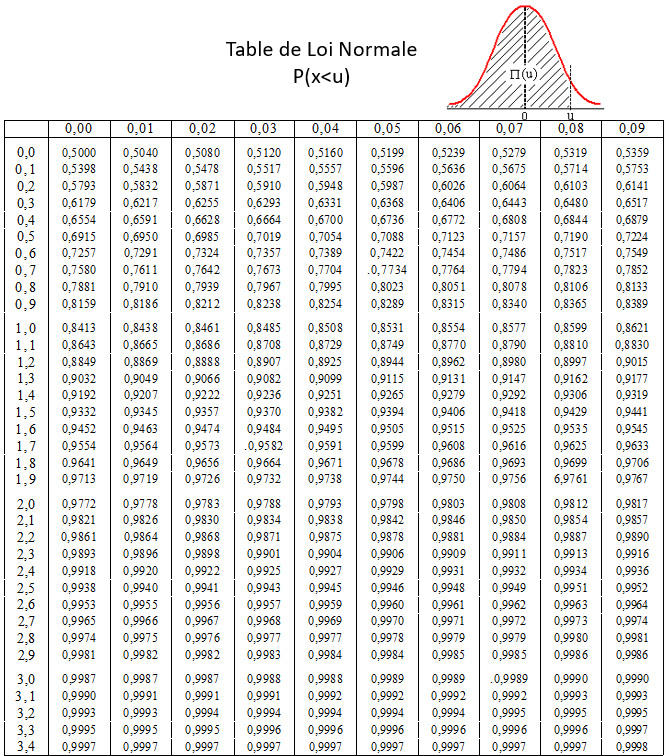 Table de Loi Normale
P(x<u)
Π(u)
0 u
0,00 0,01 0,02 0,03 0,04 0,05 0,06 0,07 0,08 0,09
0,0 0,5000 0,5040 0,5080 0,5120 0,5160 0,5199 0,5239 0,5279 0,5319 0,5359
0,1 0,5398 0,5438 0,5478 0,5517 0,5557 0,5596 0,5636 0,5675 0,5714 0,5753
0,2 0,5793 0,5832 0,5871 0,5910 0,5948 0,5987 0,6026 0,6064 0,6103 0,6141
0,3 0,6179 0,6217 0,6255 0,6293 0,6331 0,6368 0,6406 0,6443 0,6480 0,6517
0,4 0,6554 0,6591 0,6628 0,6664 0,6700 0,6736 0,6772 0,6808 0,6844 0,6879
0,5 0,6915 0,6950 0,6985 0,7019 0,7054 0,7088 0,7123 0,7157 0,7190 0,7224
0,6 0,7257 0,7291 0,7324 0,7357 0,7389 0,7422 0,7454 0,7486 0,7517 0,7549
0,7 0,7580 0,7611 0,7642 0,7673 0,7704 .0,7734 0,7764 0,7794 0,7823 0,7852
0,8 0,7881 0,7910 0,7939 0,7967 0,7995 0,8023 0,8051 0,8078 0,8106 0,8133
0,9 0,8159 0,8186 0,8212 0,8238 0,8254 0,8289 0,8315 0,8340 0,8365 0,8389
1,0 0,8413 0,8438 0,8461 0,8485 0,8508 0,8531 0,8554 0,8577 0,8599 0,8621
1,1 0,8643 0,8665 0,8686 0,8708 0,8729 0,8749 0,8770 0,8790 0,8810 0,8830
1,2 0,8849 0,8869 0,8888 0,8907 0,8925 0,8944 0,8962 0,8980 0,8997 0,9015
1,3 0,9032 0,9049 0,9066 0,9082 0,9099 0,9115 0,9131 0,9147 0,9162 0,9177
1,4 0,9192 0,9207 0,9222 0,9236 0,9251 0,9265 0,9279 0,9292 0,9306 0,9319
1,5 0,9332 0,9345 0,9357 0,9370 0,9382 0,9394 0,9406 0,9418 0,9429 0,9441
1,6 0,9452 0,9463 0,9474 0,9484 0,9495 0,9505 0,9515 0,9525 0,9535 0,9545
1,7 0,9554 0,9564 0,9573 .0,9582 0,9591 0,9599 0,9608 0,9616 0,9625 0,9633
1,8 0,9641 0,9649 0,9656 0,9664 0,9671 0,9678 0,9686 0,9693 0,9699 0,9706
1,9 0,9713 0,9719 0,9726 0,9732 0,9738 0,9744 0,9750 0,9756 6,9761 0,9767
2,0 0,9772 0,9778 0,9783 0,9788 0,9793 0,9798 0,9803 0,9808 0,9812 0,9817
2,1 0,9821 0,9826 0,9830 0,9834 0,9838 0,9842 0,9846 0,9850 0,9854 0,9857
2,2 0,9861 0,9864 0,9868 0,9871 0,9875 0,9878 0,9881 0,9884 0,9887 0,9890
2,3 0,9893 0,9896 0,9898 0,9901 0,9904 0,9906 0,9909 0,9911 0,9913 0,9916
2,4 0,9918 0,9920 0,9922 0,9925 0,9927 0,9929 0,9931 0,9932 0,9934 0,9936
2,5 0,9938 0,9940 0,9941 0,9943 0,9945 0,9946 0,9948 0,9949 0,9951 0,9952
2,6 0,9953 0,9955 0,9956 0,9957 0,9959 0,9960 0,9961 0,9962 0,9963 0,9964
2,7 0,9965 0,9966 0,9967 0,9968 0,9969 0,9970 0,9971 0,9972 0,9973 0,9974
2,8 0,9974 0,9975 0,9976 0,9977 0,9977 0,9978 0,9979 0,9979 0,9980 0,9981
2,9 0,9981 0,9982 0,9982 0,9983 0,9984 0,9984 0,9985 0,9985 0,9986 0,9986
3,0 0,9987 0,9987 0,9987 0,9988 0,9988 0,9989 0,9989 .0,9989 0,9990 0,9990
3,1 0,9990 0,9991 0,9991 0,9991 0,9992 0,9992 0,9992 0,9992 0,9993 0,9993
3,2 0,9993 0,9993 0,9994 0,9994 0,9994 0,9994 0,9994 0,9995 0,9995 0,9995
3,3 0,9995 0,9995 0,9995 0,9996 0,9996 0,9996 0,9996 0,9996 0,9996 0,9997
3,4 0,9997 0,9997 0,9997 0,9997 0,9997 0,9997 0,9997 0,9997 0,9997 0,9998